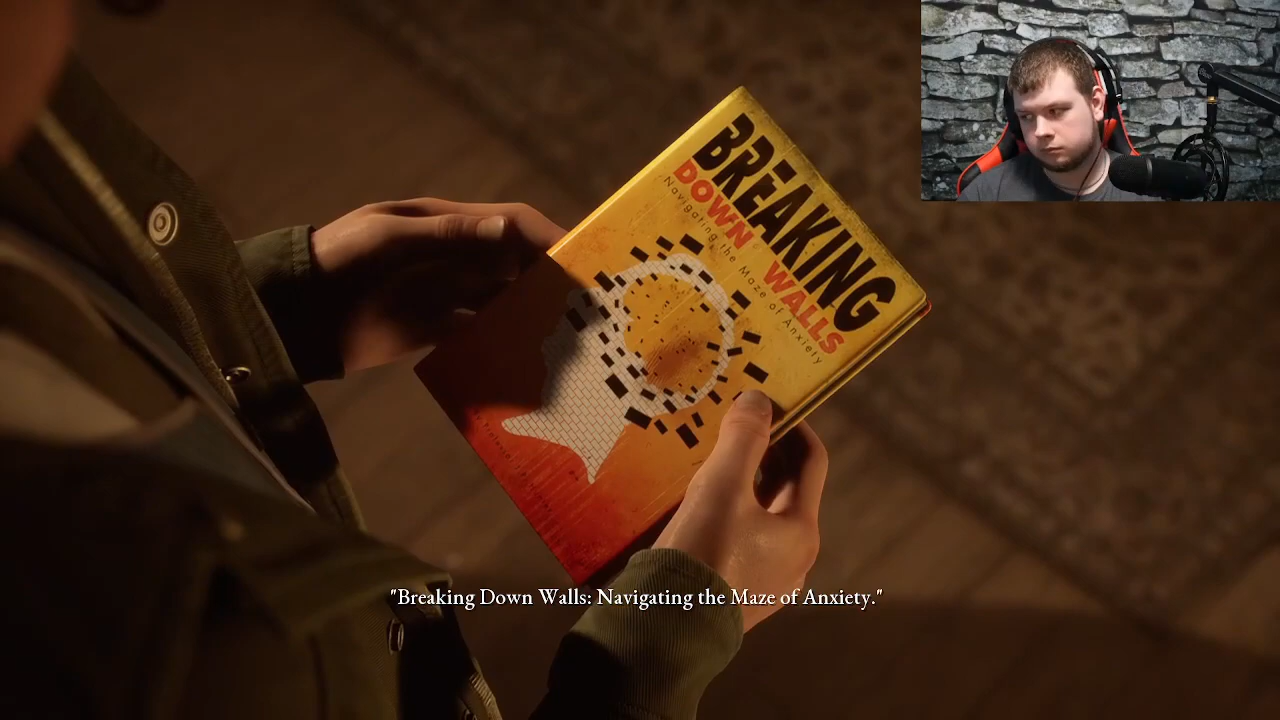 BREAKING
DOWN WALLS
Navigating the Maze of Anxiety
"Breaking Down Walls: Navigating the Maze of Anxiety."